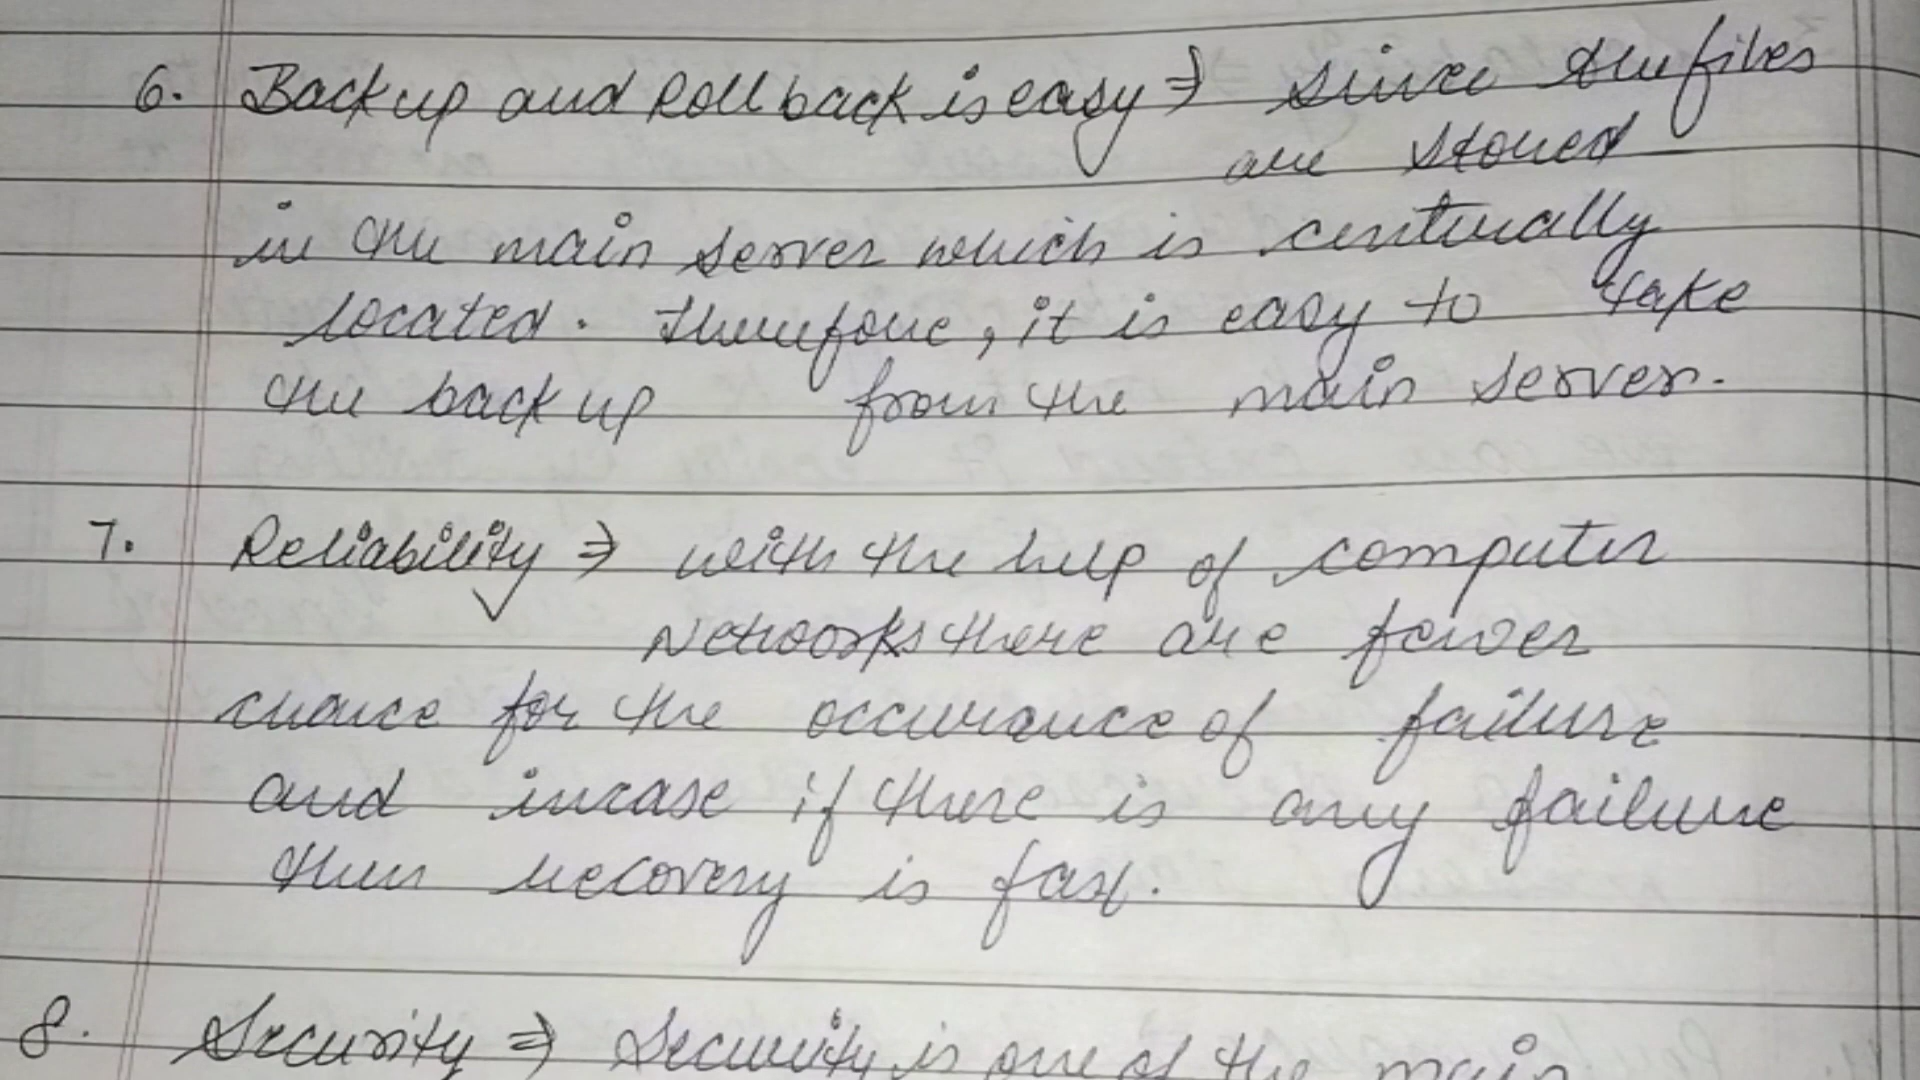 6. Backup and Roll back is easy ⇒ since the files
are stored
in the main server which is centrally
located. therefore, it is easy to take
the back up from the main server.
7. Reliability ⇒ with the help of computer
Networks there are fewer
chance for the occurance of failure
and incase if there is any failure
then recovery is fast.
8. Security ⇒ Security is one of the main